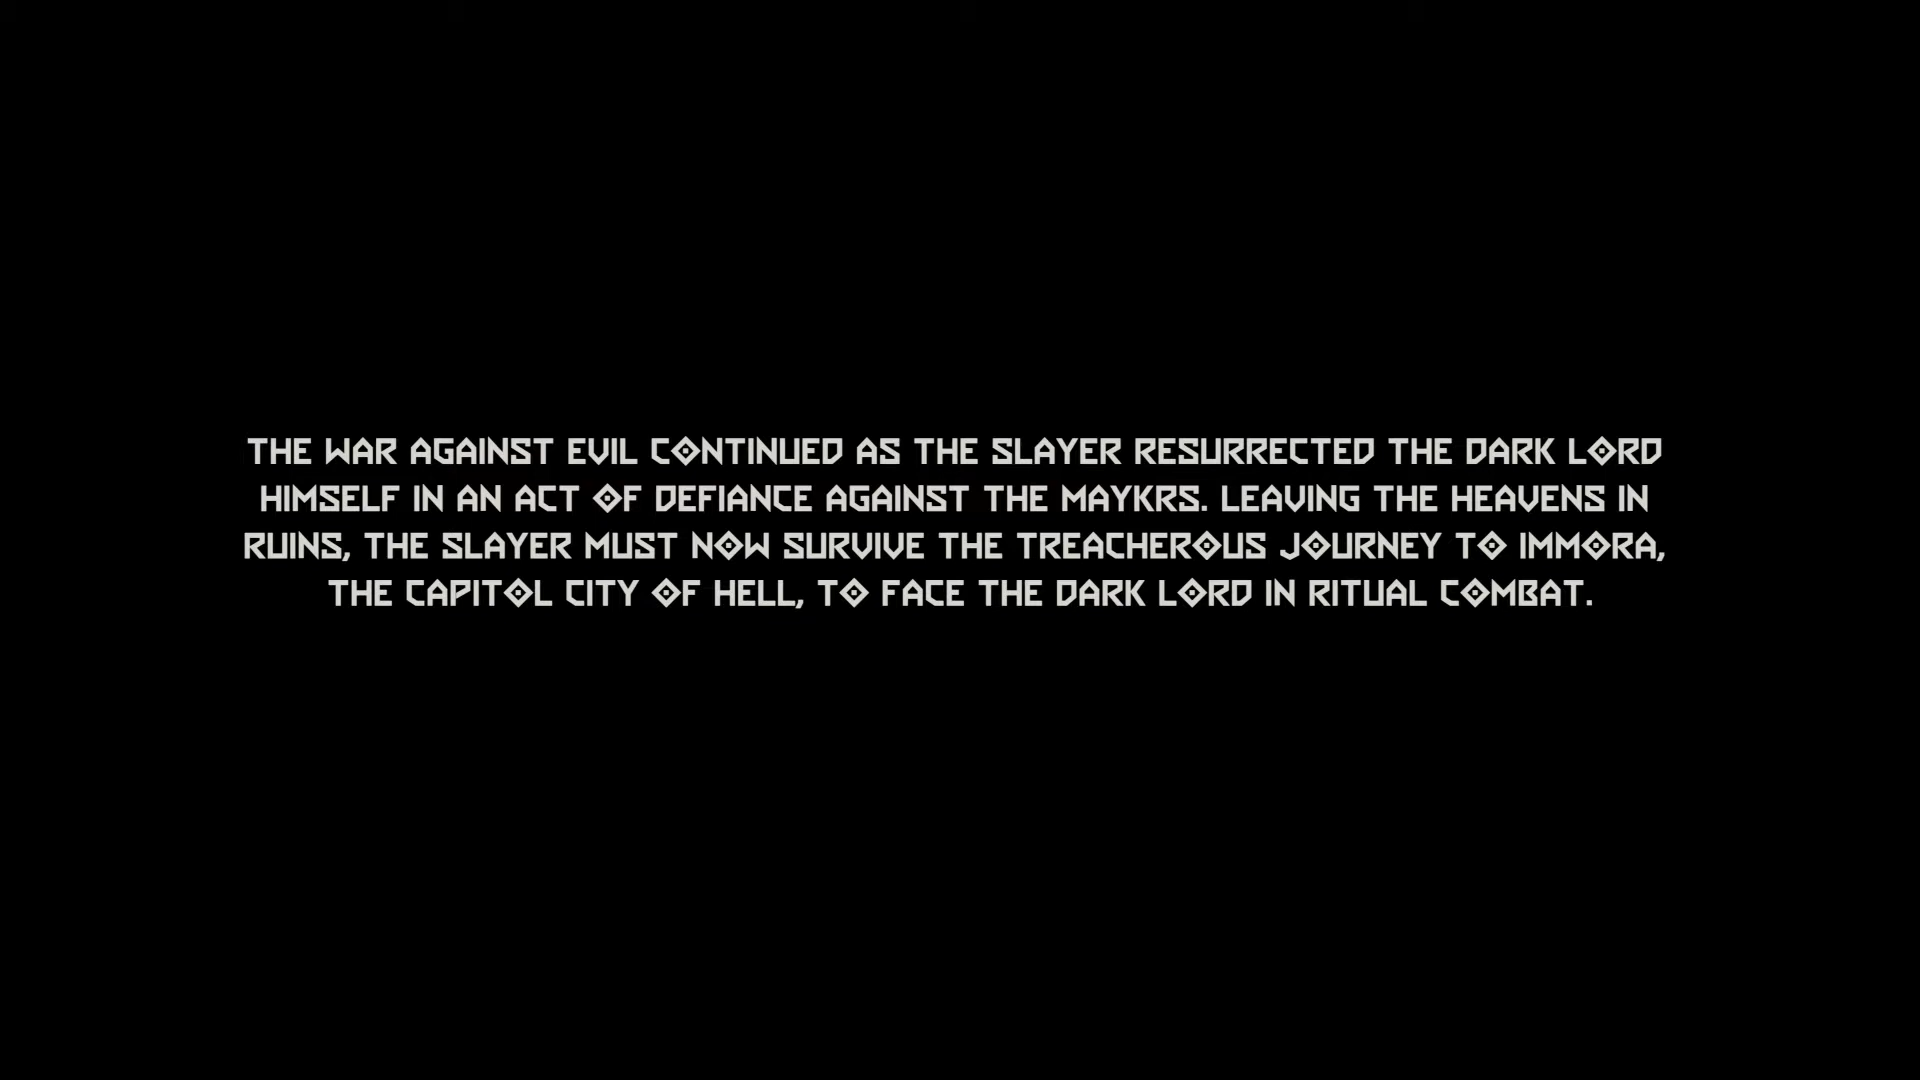 THE WAR AGAINST EVIL CONTINUED AS THE SLAYER RESURRECTED THE DARK LORD
HIMSELF IN AN ACT OF DEFIANCE AGAINST THE MAYKRS. LEAVING THE HEAVENS IN
RUINS, THE SLAYER MUST NOW SURVIVE THE TREACHEROUS JOURNEY TO IMMORA,
THE CAPITOL CITY OF HELL, TO FACE THE DARK LORD IN RITUAL COMBAT.